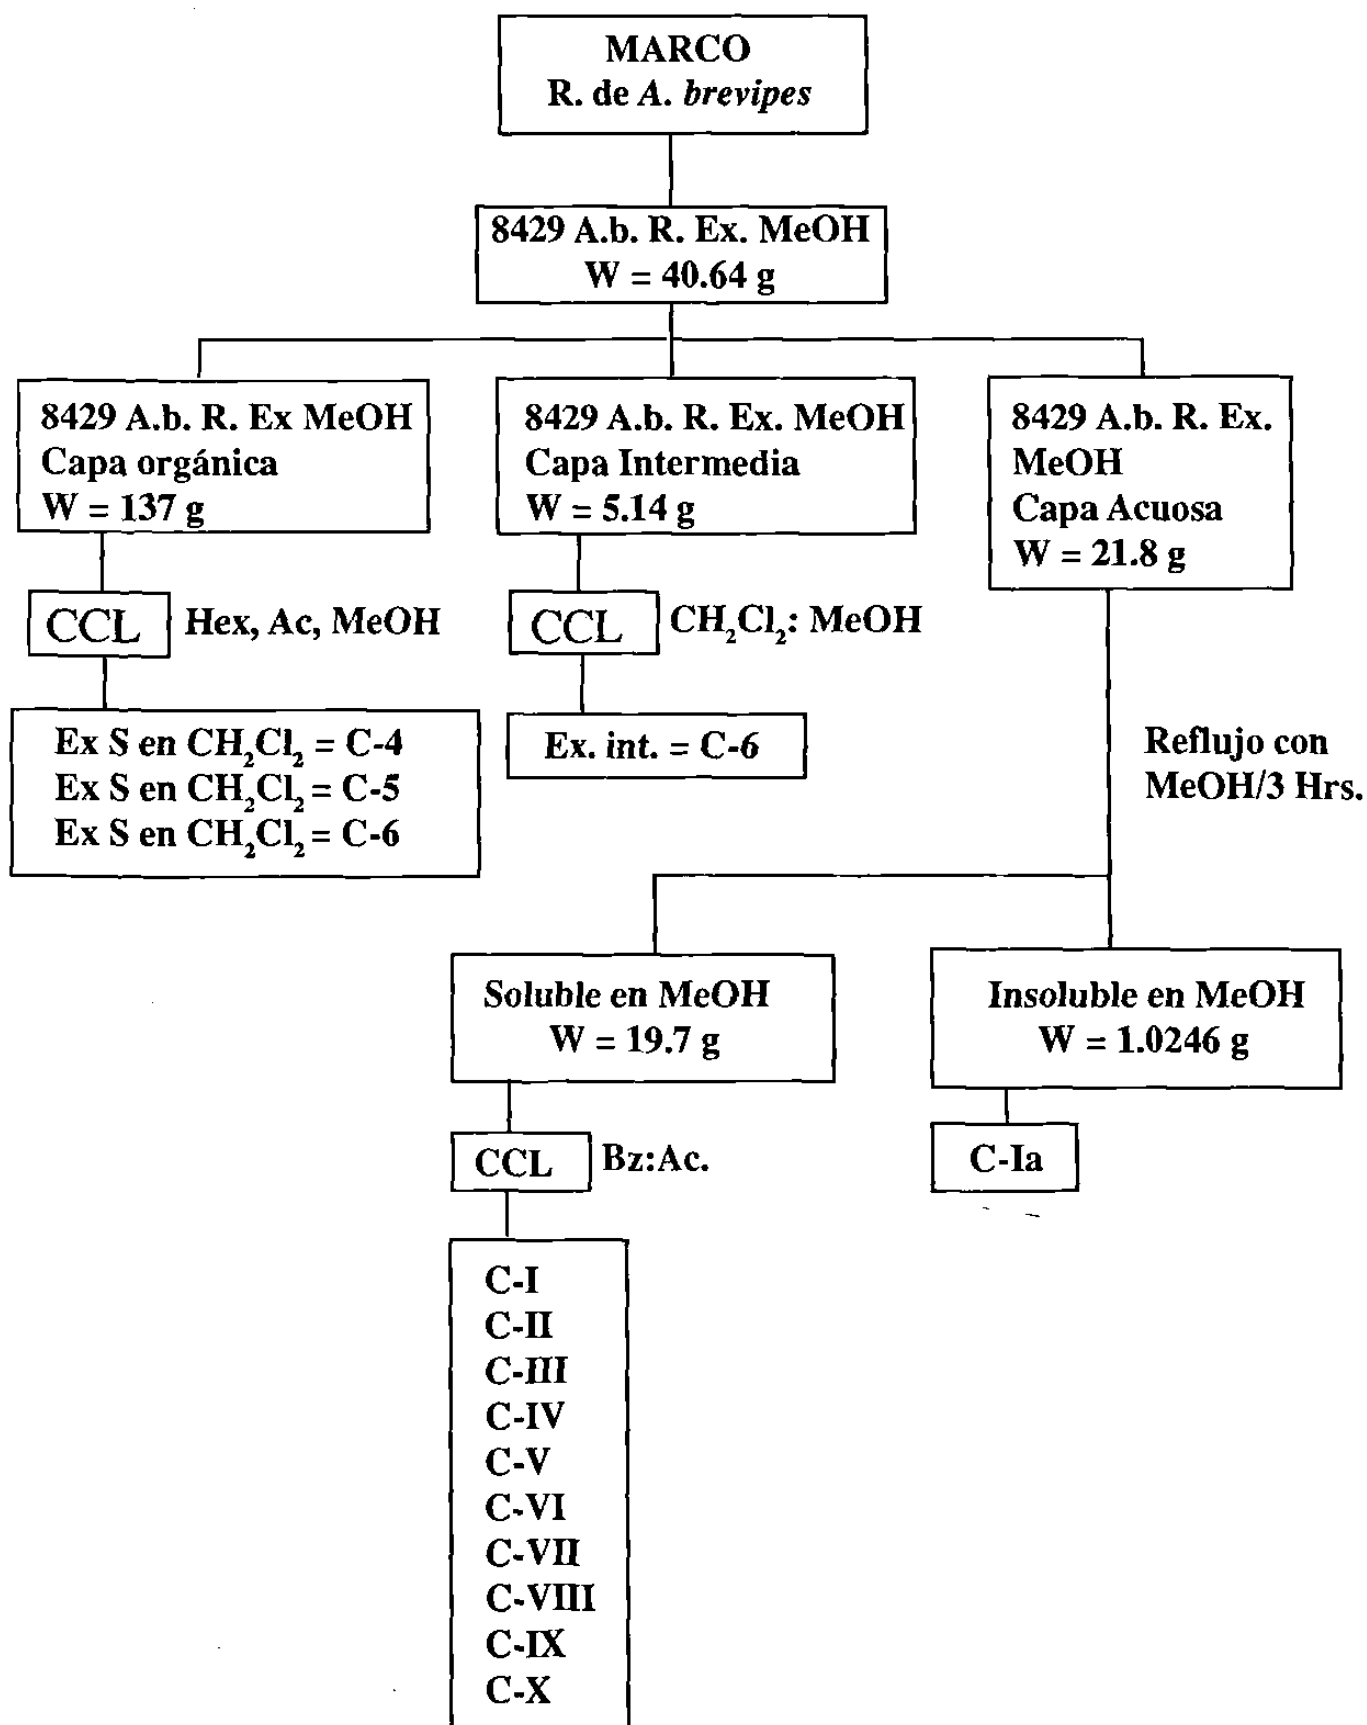 MARCO
R. de A. brevipes
8429 A.b. R. Ex. MeOH
W = 40.64 g
8429 A.b. R. Ex MeOH
Capa orgánica
W = 137 g
8429 A.b. R. Ex. MeOH
Capa Intermedia
W = 5.14 g
8429 A.b. R. Ex.
MeOH
Capa Acuosa
W = 21.8 g
CCL
Hex, Ac, MeOH
CCL
CH₂Cl₂: MeOH
Ex S en CH₂Cl₂ = C-4
Ex S en CH₂Cl₂ = C-5
Ex S en CH₂Cl₂ = C-6
Ex. int. = C-6
Reflujo con
MeOH/3 Hrs.
Soluble en MeOH
W = 19.7 g
Insoluble en MeOH
W = 1.0246 g
CCL
Bz:Ac.
C-Ia
C-I
C-II
C-III
C-IV
C-V
C-VI
C-VII
C-VIII
C-IX
C-X